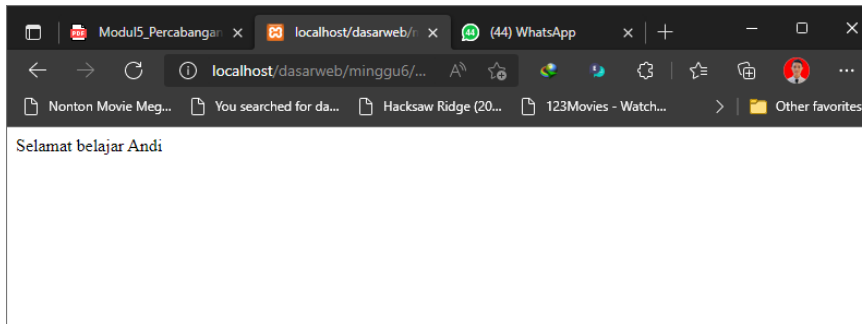 Modul5_Percabangan
localhost/dasarweb/m
(44) WhatsApp
localhost/dasarweb/minggu6/...
Nonton Movie Meg...
You searched for da...
Hacksaw Ridge (20...
123Movies - Watch...
Other favorites
Selamat belajar Andi